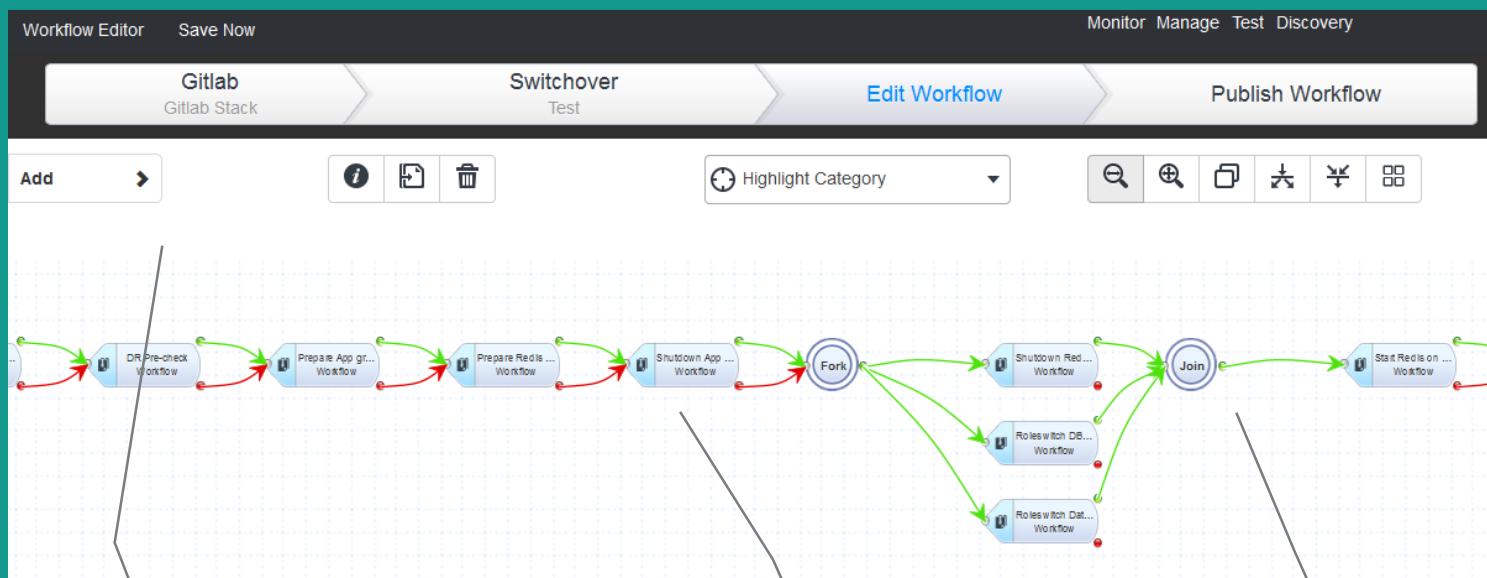 Workflow Editor Save Now
Monitor Manage Test Discovery
Gitlab
Gitlab Stack
Switchover
Test
Edit Workflow
Publish Workflow
Add
Highlight Category
...
DR Pre-check
Workflow
Prepare App gr...
Workflow
Prepare Redis ...
Workflow
Shutdown App ...
Workflow
Fork
Shutdown Red...
Workflow
Join
Start Redis on ...
Workflow
Roleswitch DB...
Workflow
Roleswitch Dat...
Workflow